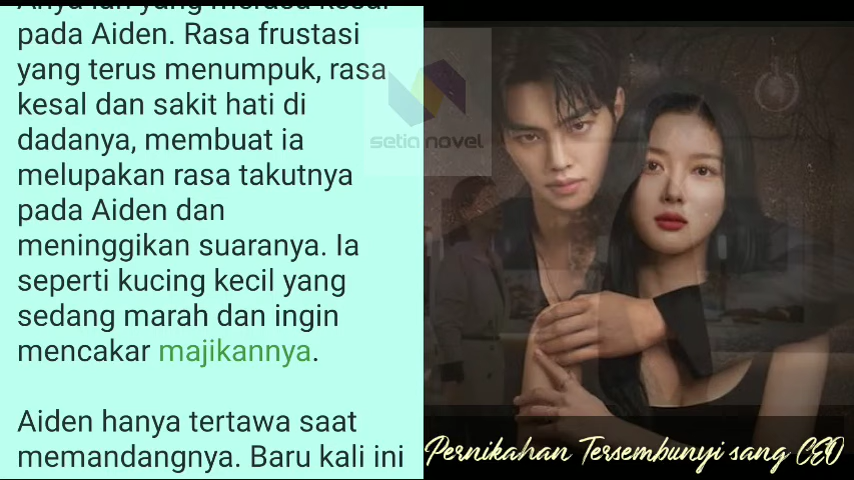 pada Aiden. Rasa frustasi
yang terus menumpuk, rasa
kesal dan sakit hati di
dadanya, membuat ia
melupakan rasa takutnya
pada Aiden dan
meninggikan suaranya. Ia
seperti kucing kecil yang
sedang marah dan ingin
mencakar majikannya.
Aiden hanya tertawa saat
memandangnya. Baru kali ini
setia novel
Pernikahan Tersembunyi sang CEO